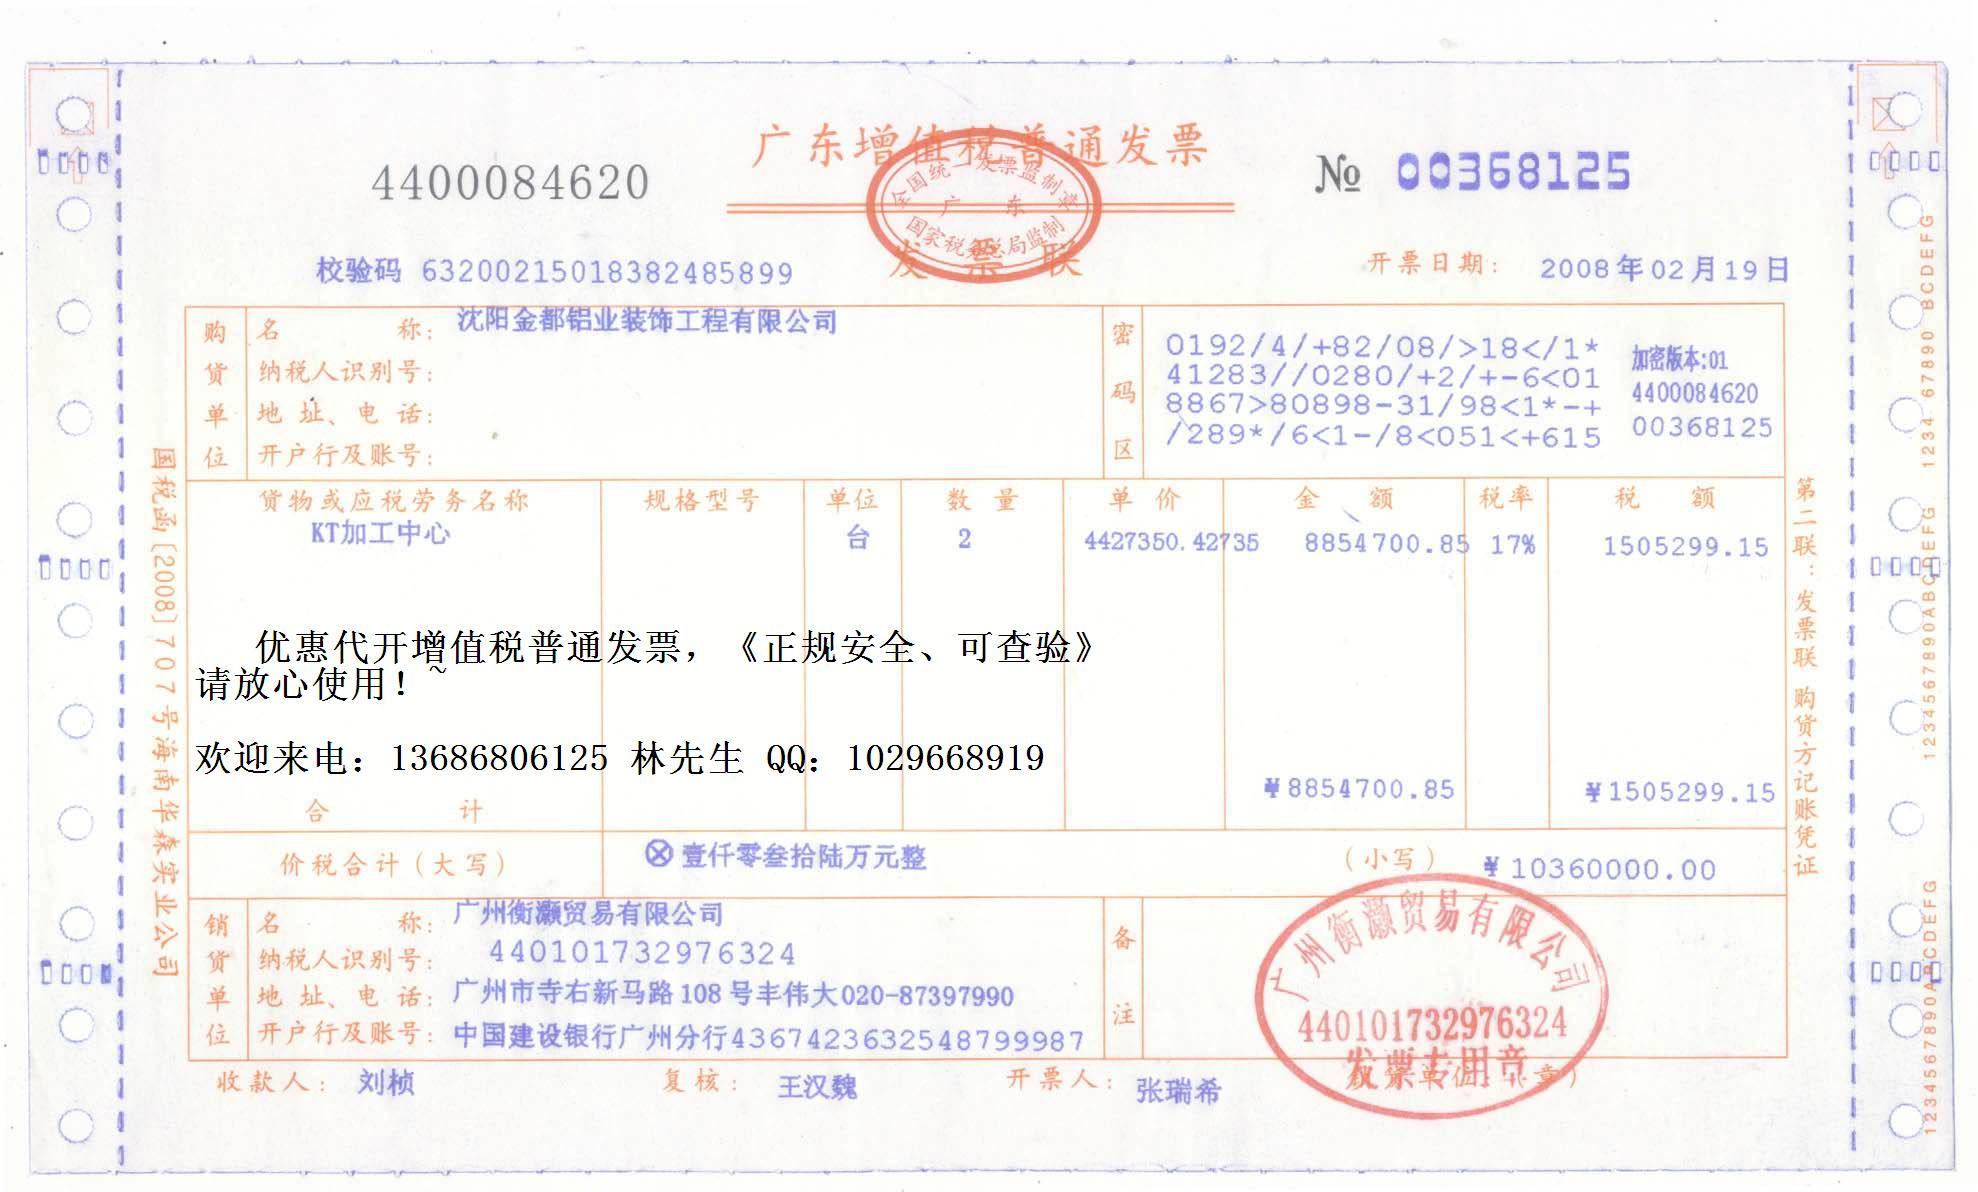 广东增值税普通发票
4400084620
№ 00368125
全国统一发票监制章
广 东
国家税务总局监制
发票联
校验码 63200215018382485899
开票日期： 2008年02月19日
购货单位
名 称： 沈阳金都铝业装饰工程有限公司
纳税人识别号：
地址、电话：
开户行及账号：
密码区
0192/4/+82/08/>18</1*
41283//0280/+2/+-6<01
8867>80898-31/98<1*-+
/289*/6<1-/8<051<+615
加密版本:01
4400084620
00368125
货物或应税劳务名称 规格型号 单位 数量 单价 金额 税率 税额
KT加工中心 台 2 4427350.42735 8854700.85 17% 1505299.15
优惠代开增值税普通发票，《正规安全、可查验》
请放心使用！~
欢迎来电：13686806125 林先生 QQ：1029668919
合 计 ¥8854700.85 ¥1505299.15
价税合计（大写） ⊗壹仟零叁拾陆万元整 （小写） ¥10360000.00
销货单位
名 称： 广州衡灏贸易有限公司
纳税人识别号： 440101732976324
地址、电话： 广州市寺右新马路108号丰伟大020-87397990
开户行及账号： 中国建设银行广州分行4367423632548799987
备注
广州衡灏贸易有限公司
440101732976324
发票专用章
收款人： 刘桢 复核： 王汉魏 开票人： 张瑞希
国税函[2008]707号海南华森实业公司
第二联：发票联 购货方记账凭证
1234567890ABCDEFG 1234567890ABCDEFG 1234 67890 BCDEFG